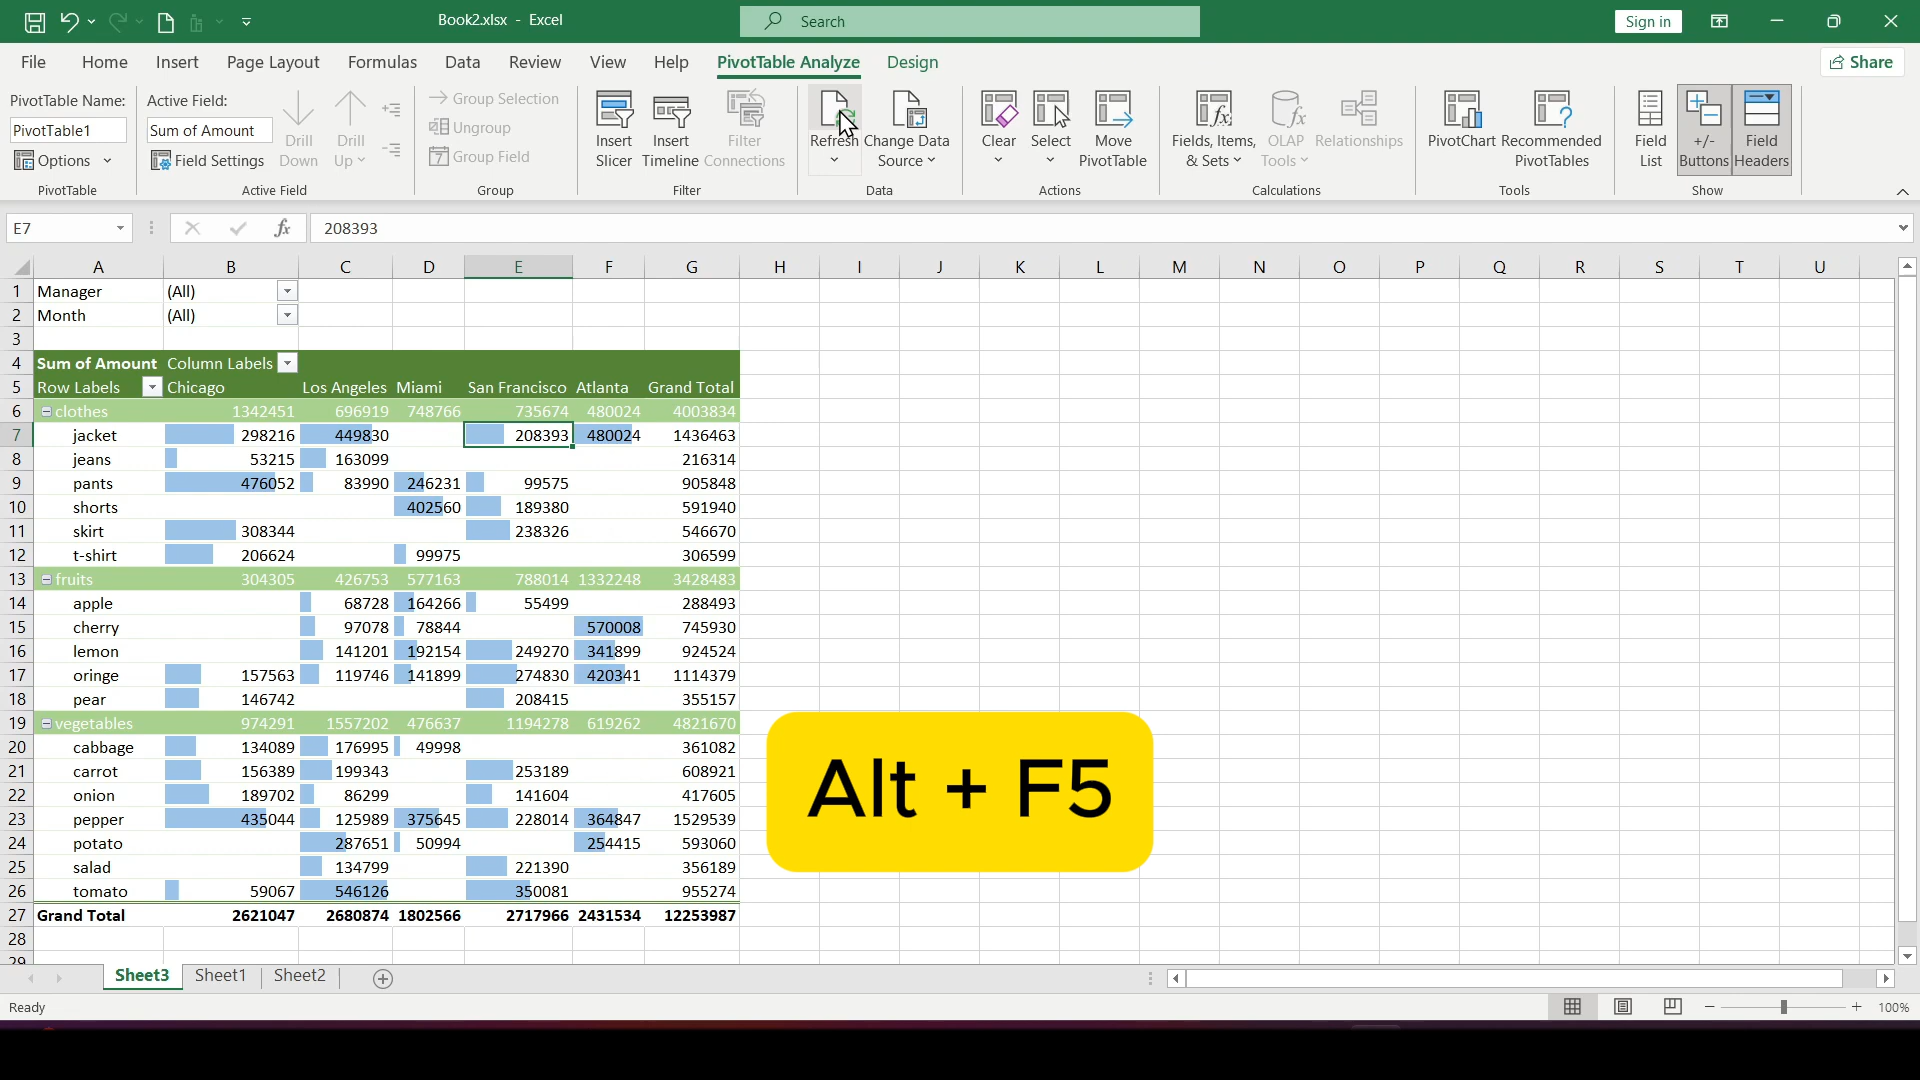 Book2.xlsx - Excel
Search
Sign in
File Home Insert Page Layout Formulas Data Review View Help PivotTable Analyze Design Share
PivotTable Name:
PivotTable1
Options
PivotTable
Active Field:
Sum of Amount
Field Settings
Drill Down
Drill Up
Active Field
Group Selection
Ungroup
Group Field
Group
Insert Slicer
Insert Timeline
Filter Connections
Filter
Refresh
Change Data Source
Data
Clear
Select
Move PivotTable
Actions
Fields, Items, & Sets
OLAP Tools
Relationships
Calculations
PivotChart
Recommended PivotTables
Tools
Field List
+/- Buttons
Field Headers
Show
E7 fx 208393
A B C D E F G H I J K L M N O P Q R S T U
1 Manager (All)
2 Month (All)
3
4 Sum of Amount Column Labels
5 Row Labels Chicago Los Angeles Miami San Francisco Atlanta Grand Total
6 clothes 1342451 696919 748766 735674 480024 4003834
7 jacket 298216 449830 208393 480024 1436463
8 jeans 53215 163099 216314
9 pants 476052 83990 246231 99575 905848
10 shorts 402560 189380 591940
11 skirt 308344 238326 546670
12 t-shirt 206624 99975 306599
13 fruits 304305 426753 577163 788014 1332248 3428483
14 apple 68728 164266 55499 288493
15 cherry 97078 78844 570008 745930
16 lemon 141201 192154 249270 341899 924524
17 oringe 157563 119746 141899 274830 420341 1114379
18 pear 146742 208415 355157
19 vegetables 974291 1557202 476637 1194278 619262 4821670
20 cabbage 134089 176995 49998 361082
21 carrot 156389 199343 253189 608921
22 onion 189702 86299 141604 417605
23 pepper 435044 125989 375645 228014 364847 1529539
24 potato 287651 50994 254415 593060
25 salad 134799 221390 356189
26 tomato 59067 546126 350081 955274
27 Grand Total 2621047 2680874 1802566 2717966 2431534 12253987
28
29
Alt + F5
Sheet3 Sheet1 Sheet2
Ready
100%